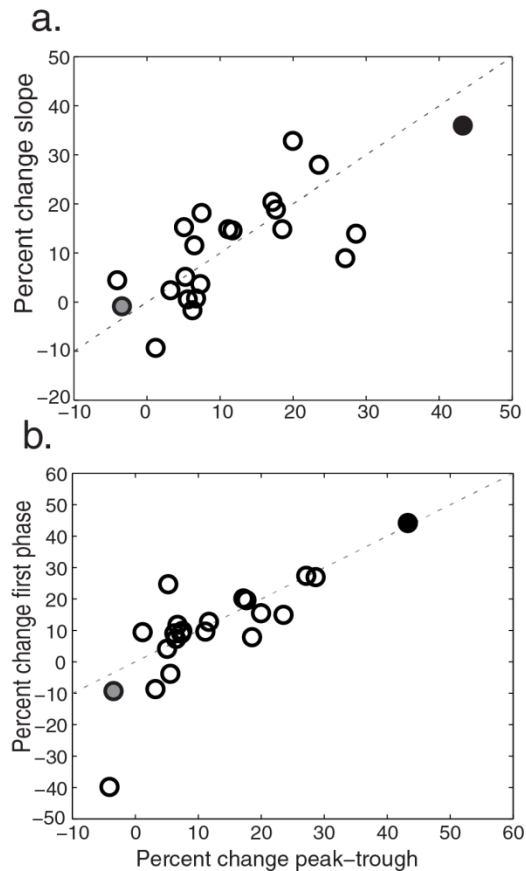 a.
Percent change slope
50
40
30
20
10
0
−10
−20
−10 0 10 20 30 40 50
b.
Percent change first phase
60
50
40
30
20
10
0
−10
−20
−30
−40
−50
−10 0 10 20 30 40 50 60
Percent change peak−trough